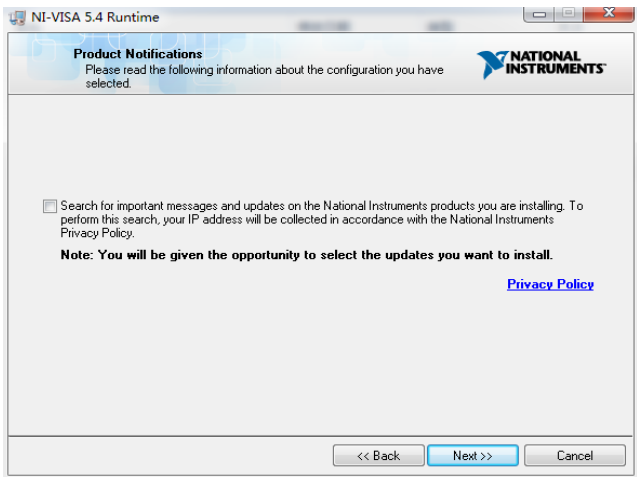 NI-VISA 5.4 Runtime
Product Notifications
Please read the following information about the configuration you have
selected.
NATIONAL
INSTRUMENTS
Search for important messages and updates on the National Instruments products you are installing. To
perform this search, your IP address will be collected in accordance with the National Instruments
Privacy Policy.
Note: You will be given the opportunity to select the updates you want to install.
Privacy Policy
<< Back
Next >>
Cancel